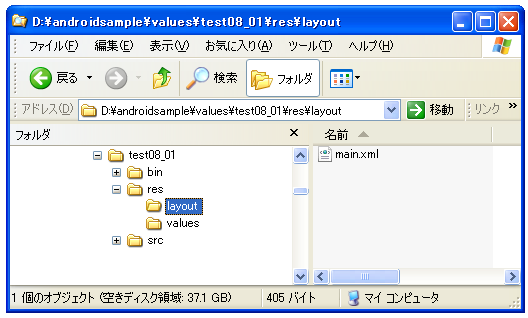 D:¥androidsample¥values¥test08_01¥res¥layout
ファイル(F) 編集(E) 表示(V) お気に入り(A) ツール(T) ヘルプ(H)
戻る 検索 フォルダ
アドレス(D) D:¥androidsample¥values¥test08_01¥res¥layout 移動 リンク »
フォルダ × 名前
test08_01 main.xml
bin
res
layout
values
src
1 個のオブジェクト (空きディスク領域: 37.1 GB) 405 バイト マイ コンピュータ